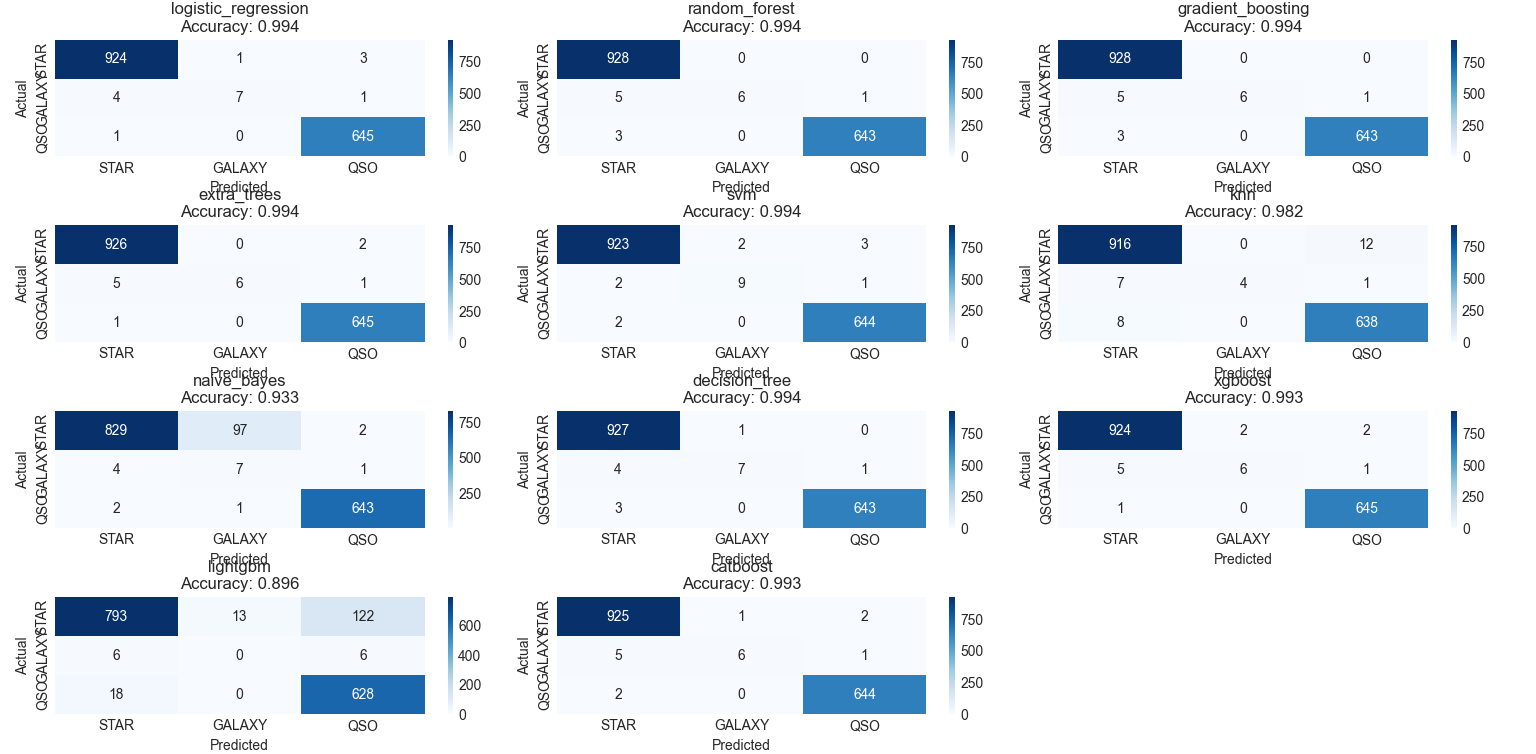 logistic_regression
Accuracy: 0.994
random_forest
Accuracy: 0.994
gradient_boosting
Accuracy: 0.994
Actual
STAR
GALAXY
QSO
924 1 3
4 7 1
1 0 645
750
500
250
0
STAR GALAXY QSO
Predicted
Actual
STAR
GALAXY
QSO
928 0 0
5 6 1
3 0 643
750
500
250
0
STAR GALAXY QSO
Predicted
Actual
STAR
GALAXY
QSO
928 0 0
5 6 1
3 0 643
750
500
250
0
STAR GALAXY QSO
Predicted
extra_trees
Accuracy: 0.994
svm
Accuracy: 0.994
knn
Accuracy: 0.982
Actual
STAR
GALAXY
QSO
926 0 2
5 6 1
1 0 645
750
500
250
0
STAR GALAXY QSO
Predicted
Actual
STAR
GALAXY
QSO
923 2 3
2 9 1
2 0 644
750
500
250
0
STAR GALAXY QSO
Predicted
Actual
STAR
GALAXY
QSO
916 0 12
7 4 1
8 0 638
750
500
250
0
STAR GALAXY QSO
Predicted
naive_bayes
Accuracy: 0.933
decision_tree
Accuracy: 0.994
xgboost
Accuracy: 0.993
Actual
STAR
GALAXY
QSO
829 97 2
4 7 1
2 1 643
750
500
250
STAR GALAXY QSO
Predicted
Actual
STAR
GALAXY
QSO
927 1 0
4 7 1
3 0 643
750
500
250
0
STAR GALAXY QSO
Predicted
Actual
STAR
GALAXY
QSO
924 2 2
5 6 1
1 0 645
750
500
250
0
STAR GALAXY QSO
Predicted
lightgbm
Accuracy: 0.896
catboost
Accuracy: 0.993
Actual
STAR
GALAXY
QSO
793 13 122
6 0 6
18 0 628
600
400
200
0
STAR GALAXY QSO
Predicted
Actual
STAR
GALAXY
QSO
925 1 2
5 6 1
2 0 644
750
500
250
0
STAR GALAXY QSO
Predicted